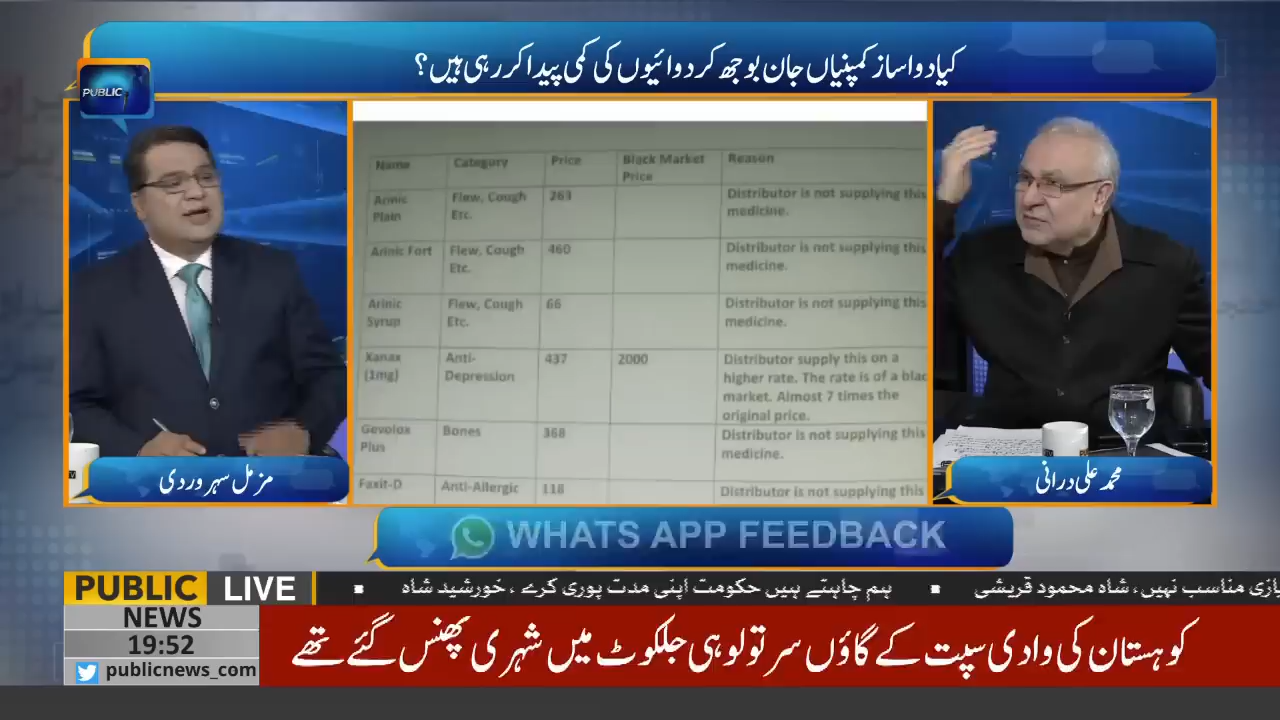 کیا دوا ساز کمپنیاں جان بوجھ کر دوائیوں کی کمی پیدا کر رہی ہیں؟
PUBLIC
Name Category Price Black Market Price Reason
Arinic Plain Flew, Cough Etc. 263 Distributor is not supplying this medicine.
Arinic Fort Flew, Cough Etc. 460 Distributor is not supplying this medicine.
Arinic Syrup Flew, Cough Etc. 66 Distributor is not supplying this medicine.
Xanax (1mg) Anti-Depression 437 2000 Distributor supply this on a higher rate. The rate is of a blac market. Almost 7 times the original price.
Gevolox Plus Bones 368 Distributor is not supplying this medicine.
Faxit-D Anti-Allergic 118 Distributor is not supplying this
مزمل سہروردی
محمد علی درانی
WHATS APP FEEDBACK
PUBLIC LIVE
NEWS
19:52
publicnews_com
یازی مناسب نہیں، شاہ محمود قریشی ■ ہم چاہتے ہیں حکومت اپنی مدت پوری کرے، خورشید شاہ ■
کوہستان کی وادی سپت کے گاؤں سرتو لوہی جلکوٹ میں شہری پھنس گئے تھے